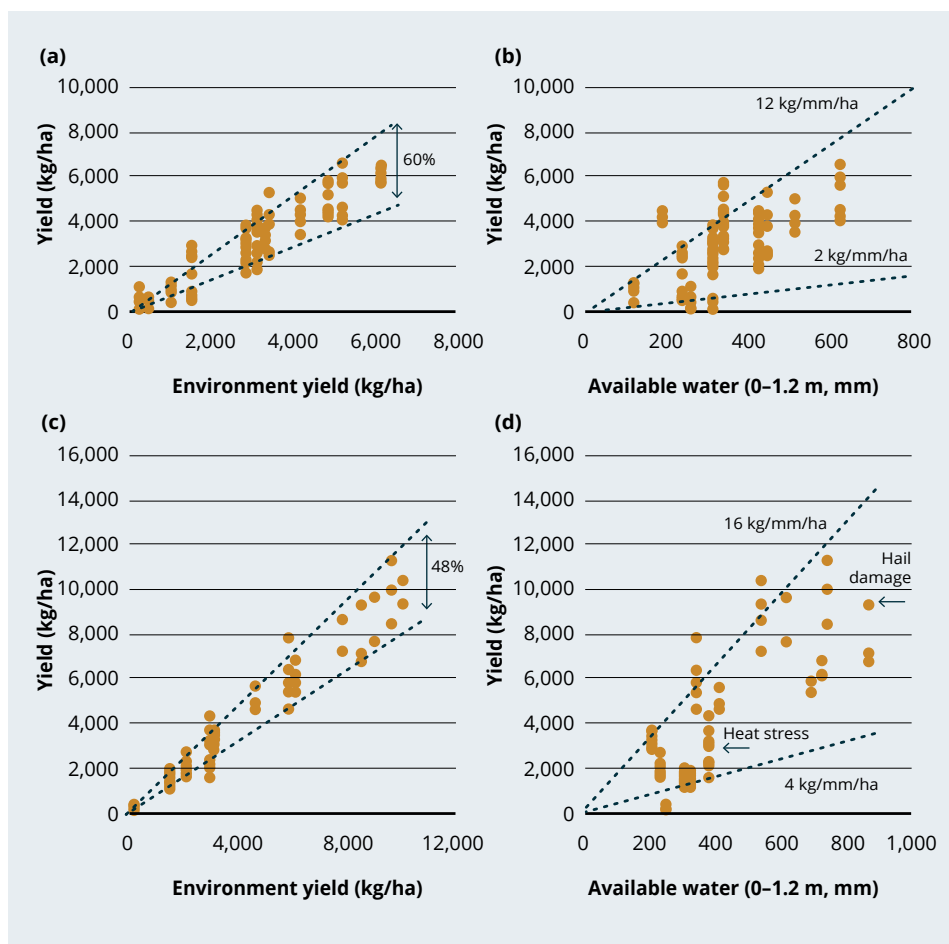 (a)
10,000
8,000
6,000
4,000
2,000
0
Yield (kg/ha)
60%
0 2,000 4,000 6,000 8,000
Environment yield (kg/ha)
(b)
10,000
8,000
6,000
4,000
2,000
0
Yield (kg/ha)
12 kg/mm/ha
2 kg/mm/ha
0 200 400 600 800
Available water (0–1.2 m, mm)
(c)
16,000
14,000
12,000
10,000
8,000
6,000
4,000
2,000
0
Yield (kg/ha)
48%
0 4,000 8,000 12,000
Environment yield (kg/ha)
(d)
16,000
14,000
12,000
10,000
8,000
6,000
4,000
2,000
0
Yield (kg/ha)
16 kg/mm/ha
Hail
damage
Heat stress
4 kg/mm/ha
0 200 400 600 800 1,000
Available water (0–1.2 m, mm)